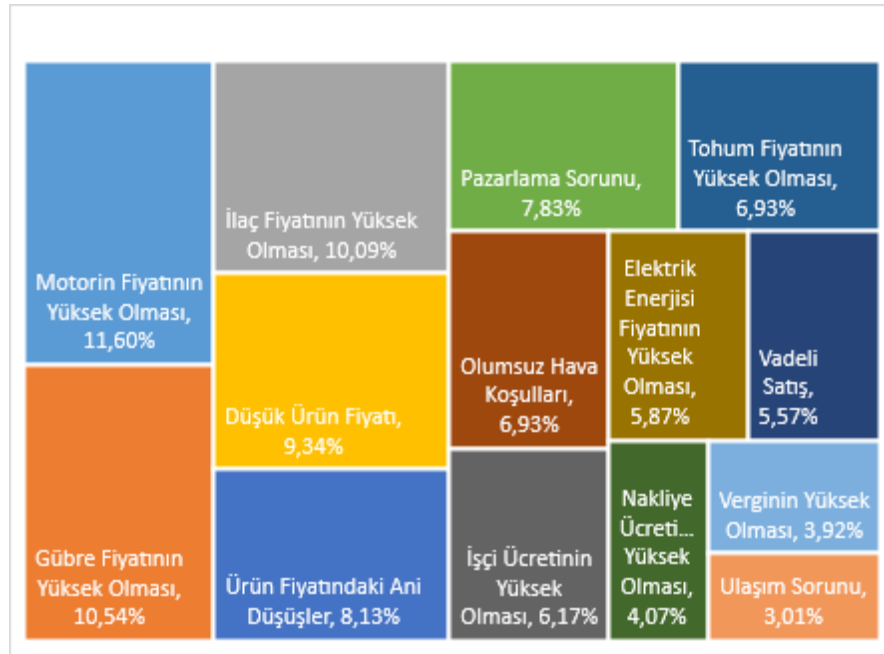 Motorin Fiyatının
Yüksek Olması,
11,60%
Gübre Fiyatının
Yüksek Olması,
10,54%
İlaç Fiyatının Yüksek
Olması, 10,09%
Düşük Ürün Fiyatı,
9,34%
Ürün Fiyatındaki Ani
Düşüşler, 8,13%
Pazarlama Sorunu,
7,83%
Tohum Fiyatının
Yüksek Olması,
6,93%
Olumsuz Hava
Koşulları,
6,93%
Elektrik
Enerjisi
Fiyatının
Yüksek
Olması,
5,87%
Vadeli
Satış,
5,57%
İşçi Ücretinin
Yüksek
Olması, 6,17%
Nakliye
Ücreti...
Yüksek
Olması,
4,07%
Verginin Yüksek
Olması, 3,92%
Ulaşım Sorunu,
3,01%